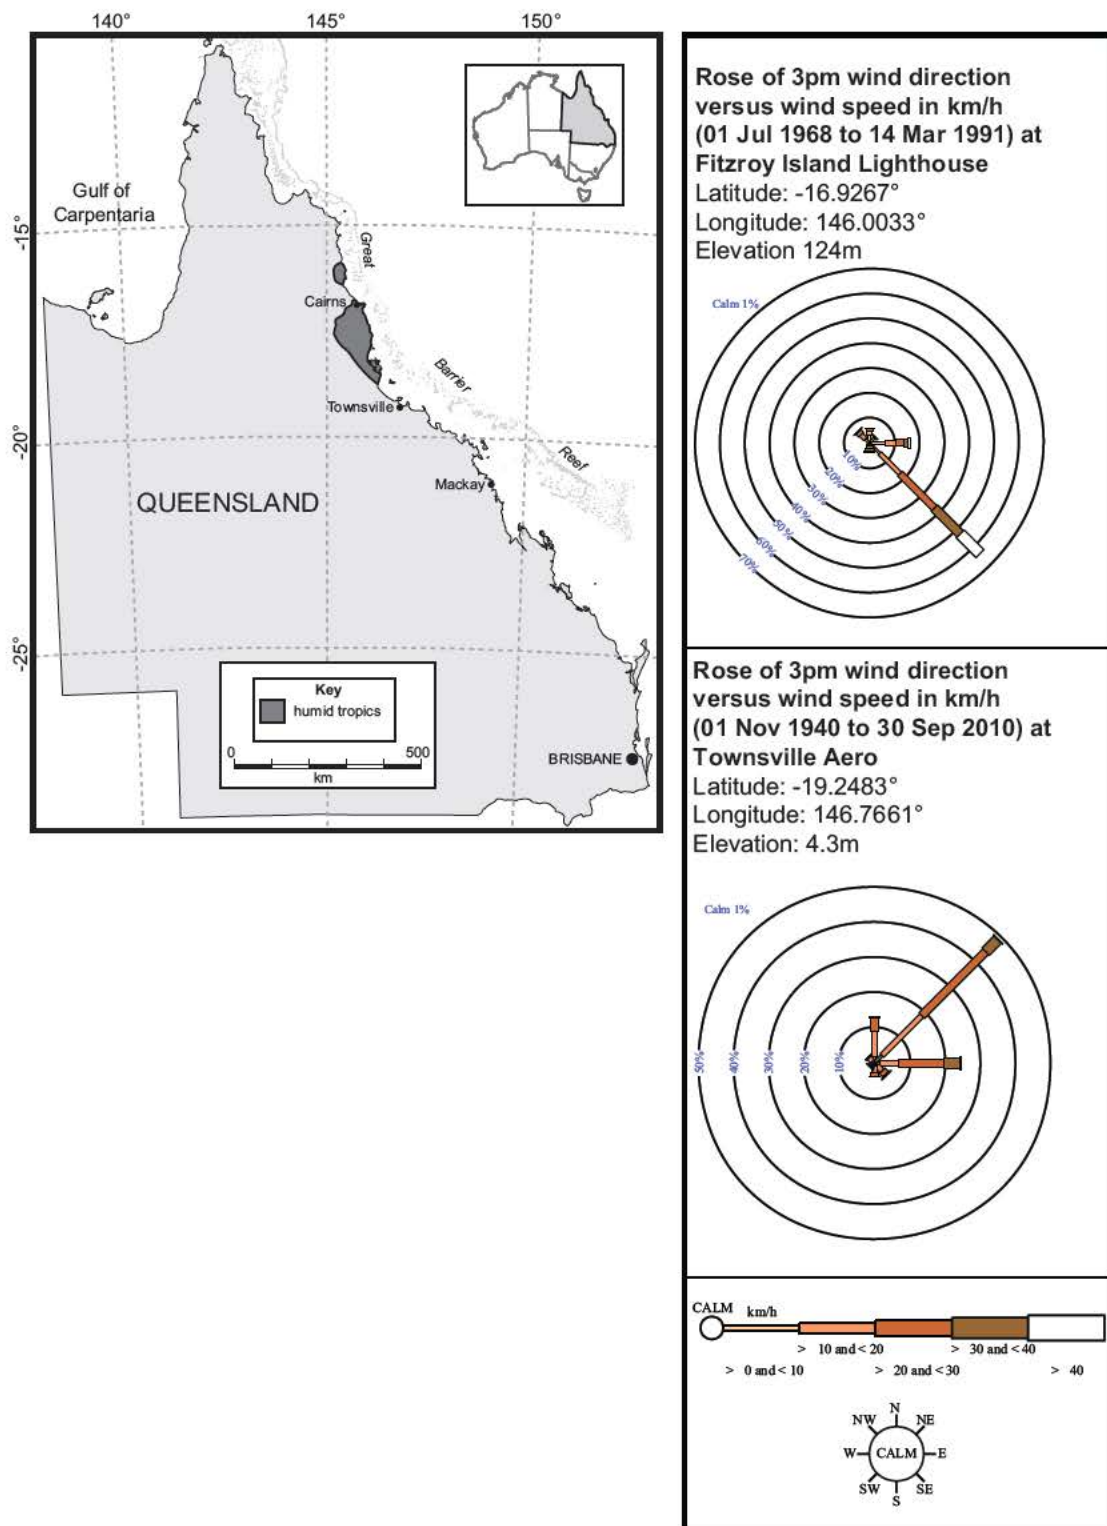 140°
145°
150°
Gulf of
Carpentaria
-15°
Great
Cairns
Barrier
Townsville
-20°
Reef
Mackay
QUEENSLAND
-25°
Key
humid tropics
0
500
km
BRISBANE
Rose of 3pm wind direction
versus wind speed in km/h
(01 Jul 1968 to 14 Mar 1991) at
Fitzroy Island Lighthouse
Latitude: -16.9267°
Longitude: 146.0033°
Elevation 124m
Calm 1%
10%
20%
30%
40%
50%
60%
70%
Rose of 3pm wind direction
versus wind speed in km/h
(01 Nov 1940 to 30 Sep 2010) at
Townsville Aero
Latitude: -19.2483°
Longitude: 146.7661°
Elevation: 4.3m
Calm 1%
50%
40%
30%
20%
10%
CALM km/h
> 10 and < 20 > 30 and < 40
> 0 and < 10 > 20 and < 30 > 40
N
NW NE
W CALM E
SW SE
S